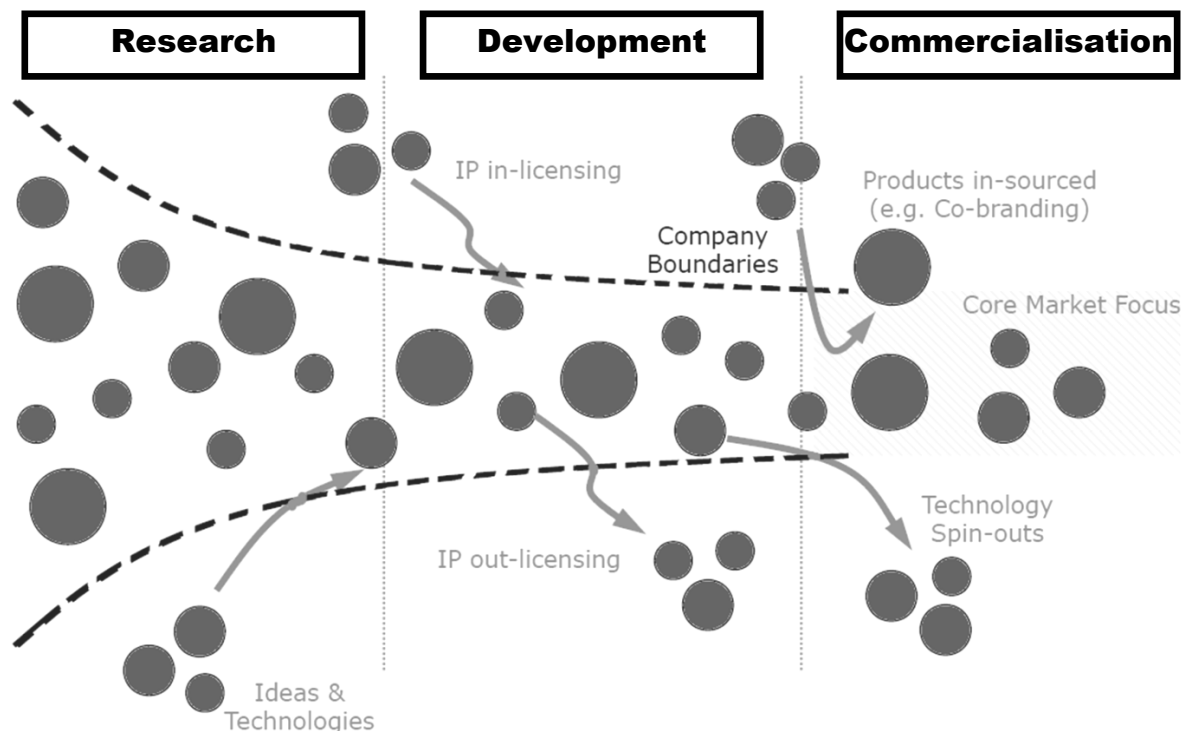 Research
Development
Commercialisation
IP in-licensing
Products in-sourced
(e.g. Co-branding)
Company
Boundaries
Core Market Focus
Technology
Spin-outs
IP out-licensing
Ideas &
Technologies